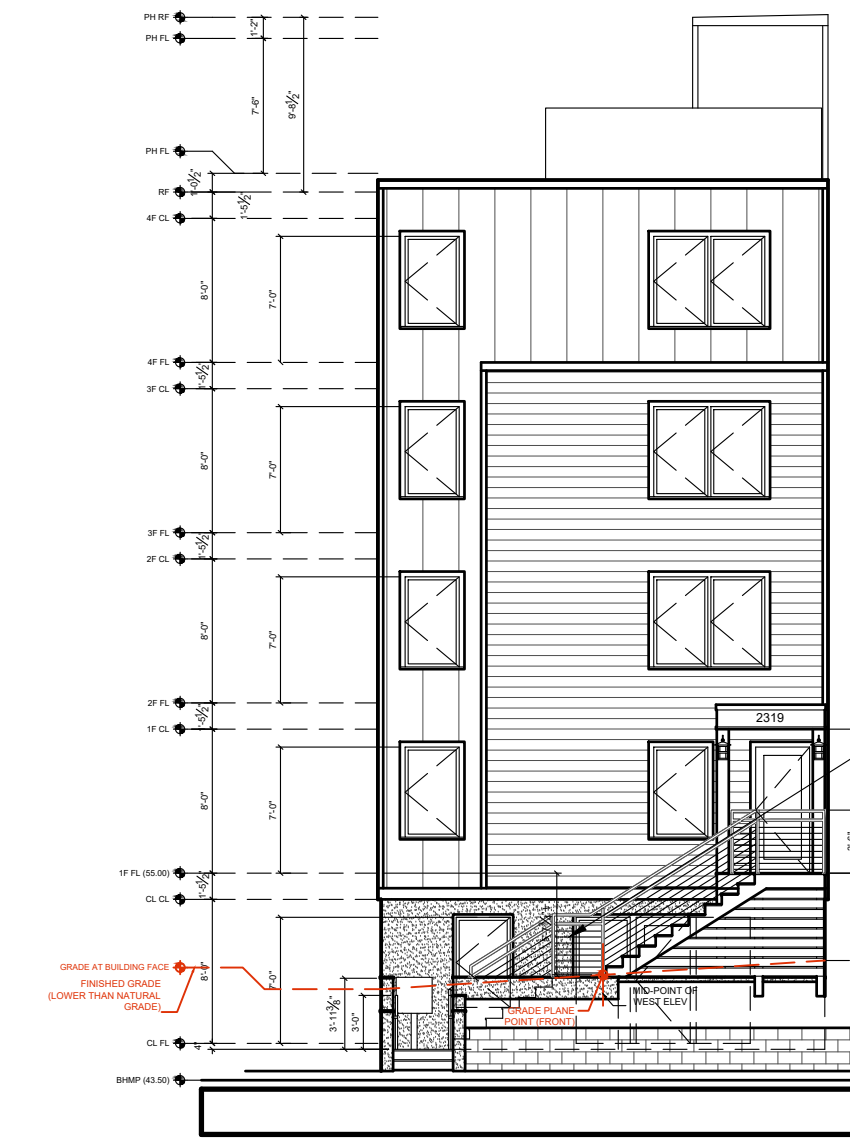 PH RF
1'-2"
PH FL
7'-6"
9'-8½"
PH FL
1'-0½"
RF
1'-5½"
4F CL
8'-0"
7'-0"
4F FL
1'-5½"
3F CL
8'-0"
7'-0"
3F FL
1'-5½"
2F CL
8'-0"
7'-0"
2F FL
1'-5½"
1F CL
2319
8'-0"
7'-0"
1F FL (55.00)
1'-5½"
CL CL
GRADE AT BUILDING FACE
8'-0"
7'-0"
FINISHED GRADE
(LOWER THAN NATURAL
GRADE)
MID-POINT OF
WEST ELEV
GRADE PLANE
POINT (FRONT)
3'-11⅜"
3'-0"
CL FL
4"
BHMP (43.50)